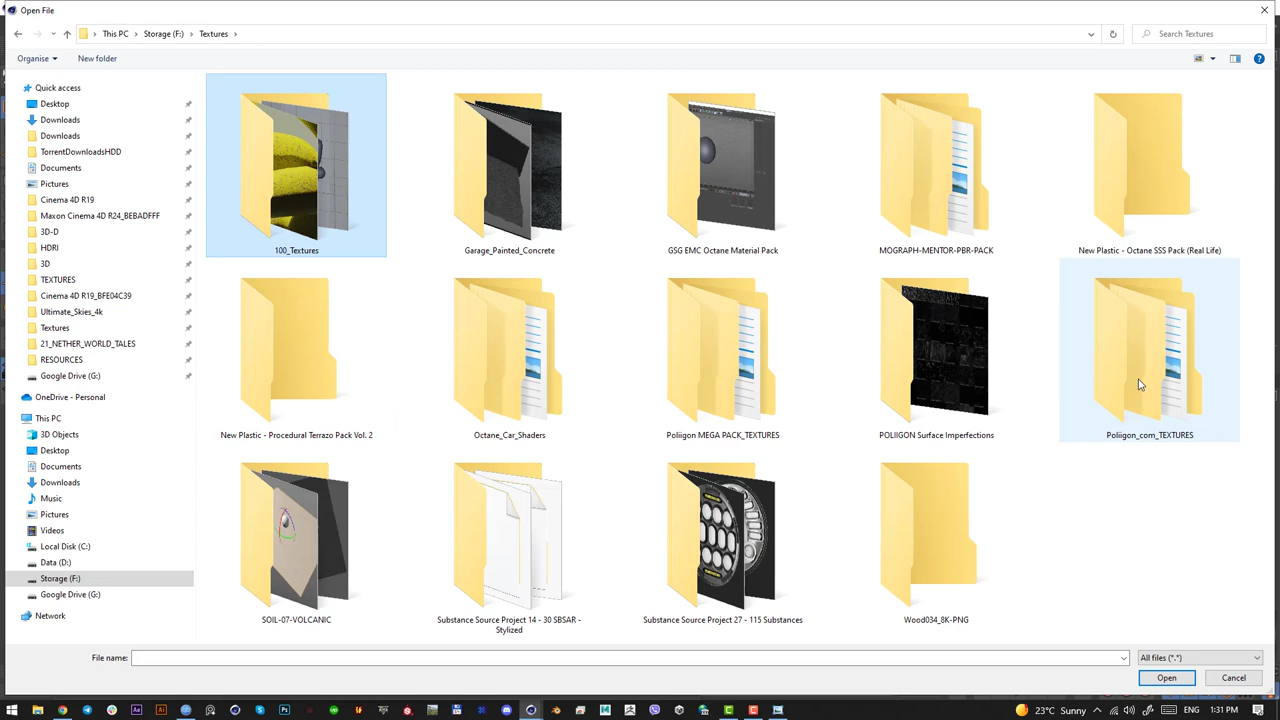 Open File
This PC
Storage (F:)
Textures
Search Textures
Organise
New folder
Quick access
Desktop
Downloads
Downloads
TorrentDownloadsHDD
Documents
Pictures
Cinema 4D R19
Maxon Cinema 4D R24_BEBADFFF
3D-D
HDRI
3D
TEXTURES
Cinema 4D R19_BFE04C39
Ultimate_Skies_4k
Textures
21_NETHER_WORLD_TALES
RESOURCES
Google Drive (G:)
OneDrive - Personal
This PC
3D Objects
Desktop
Documents
Downloads
Music
Pictures
Videos
Local Disk (C:)
Data (D:)
Storage (F:)
Google Drive (G:)
Network
100_Textures
Garage_Painted_Concrete
GSG EMC Octane Material Pack
MOGRAPH-MENTOR-PBR-PACK
New Plastic - Octane SSS Pack (Real Life)
New Plastic - Procedural Terrazo Pack Vol. 2
Octane_Car_Shaders
Poliigon MEGA PACK_TEXTURES
POLIIGON Surface Imperfections
Poliigon_com_TEXTURES
SOIL-07-VOLCANIC
Substance Source Project 14 - 30 SBSAR -
Stylized
Substance Source Project 27 - 115 Substances
Wood034_8K-PNG
File name:
All files (*.*)
Open
Cancel
23°C Sunny
ENG
1:31 PM